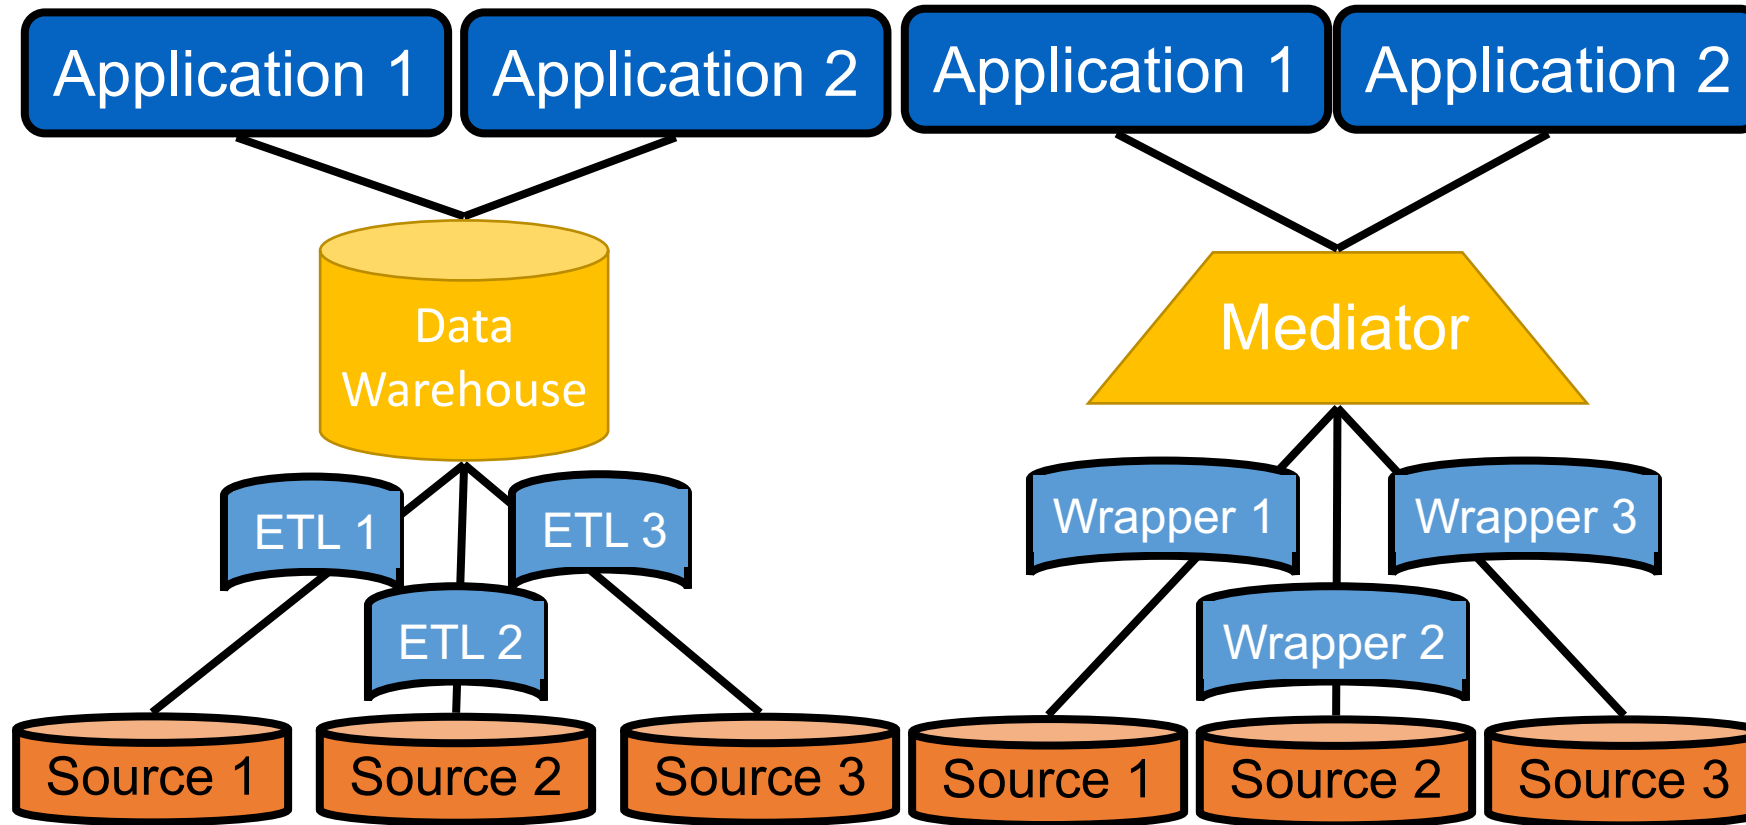 Application 1
Application 2
Application 1
Application 2
Data
Warehouse
Mediator
ETL 1
ETL 3
ETL 2
Wrapper 1
Wrapper 3
Wrapper 2
Source 1
Source 2
Source 3
Source 1
Source 2
Source 3